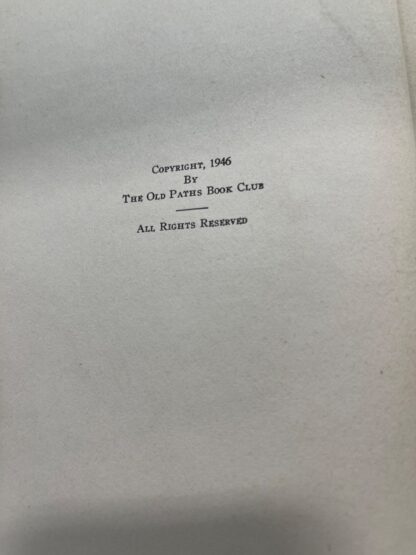 Copyright, 1946
By
The Old Paths Book Club
All Rights Reserved